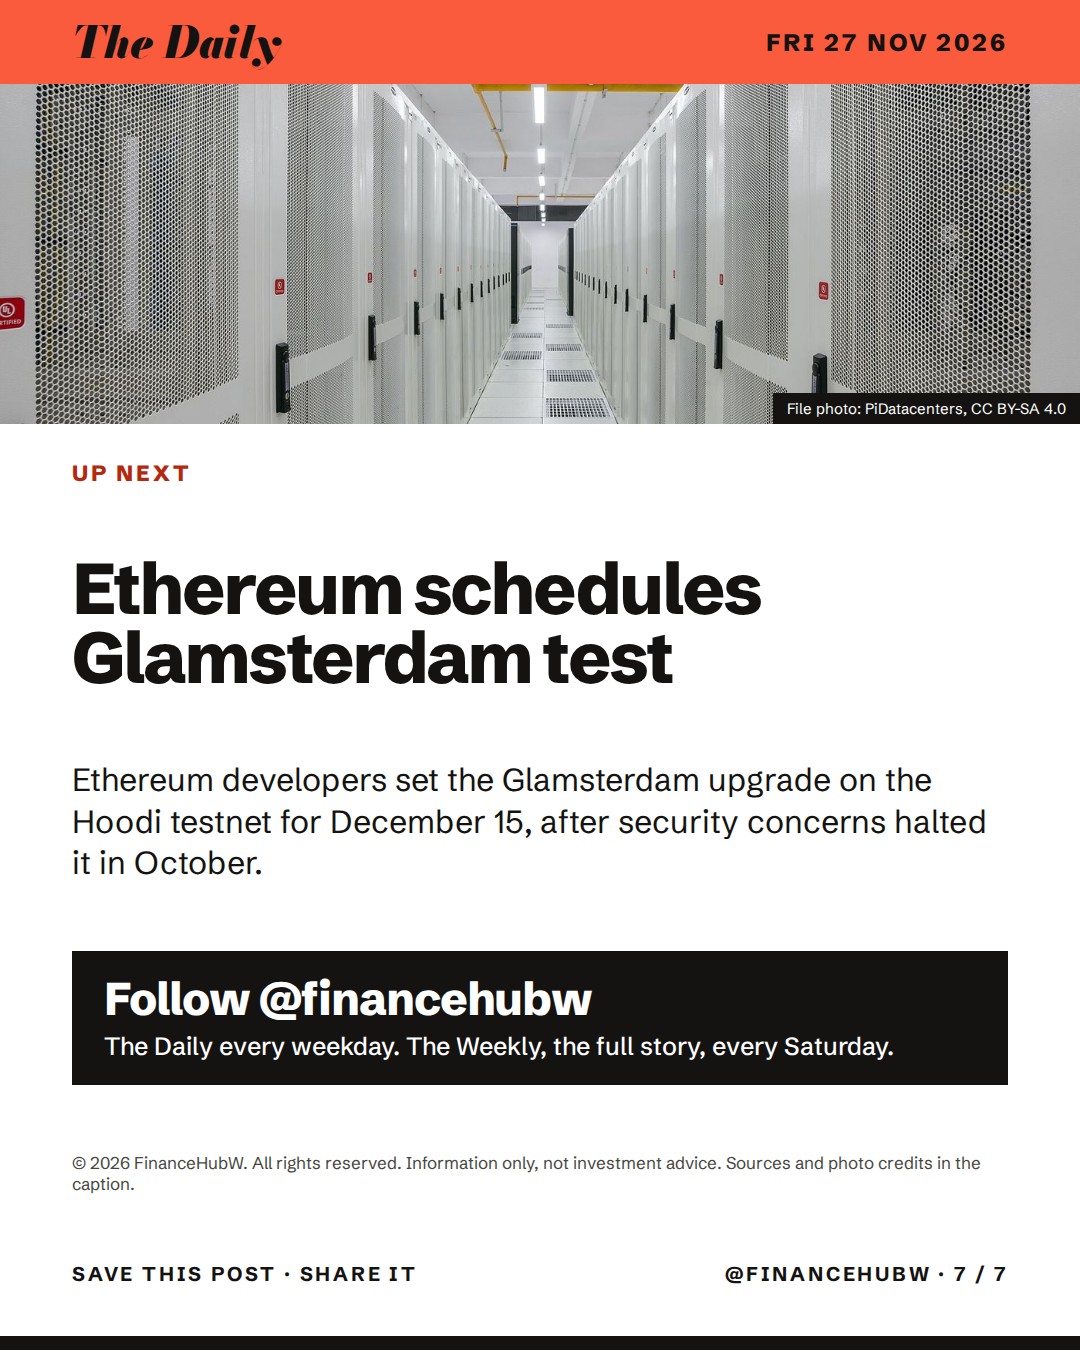 The Daily
FRI 27 NOV 2026
UL
File photo: PiDatacenters, CC BY-SA 4.0
UP NEXT
Ethereum schedules
Glamsterdam test
Ethereum developers set the Glamsterdam upgrade on the
Hoodi testnet for December 15, after security concerns halted
it in October.
Follow @financehubw
The Daily every weekday. The Weekly, the full story, every Saturday.
© 2026 FinanceHubW. All rights reserved. Information only, not investment advice. Sources and photo credits in the
caption.
SAVE THIS POST · SHARE IT
@FINANCEHUBW · 7 / 7